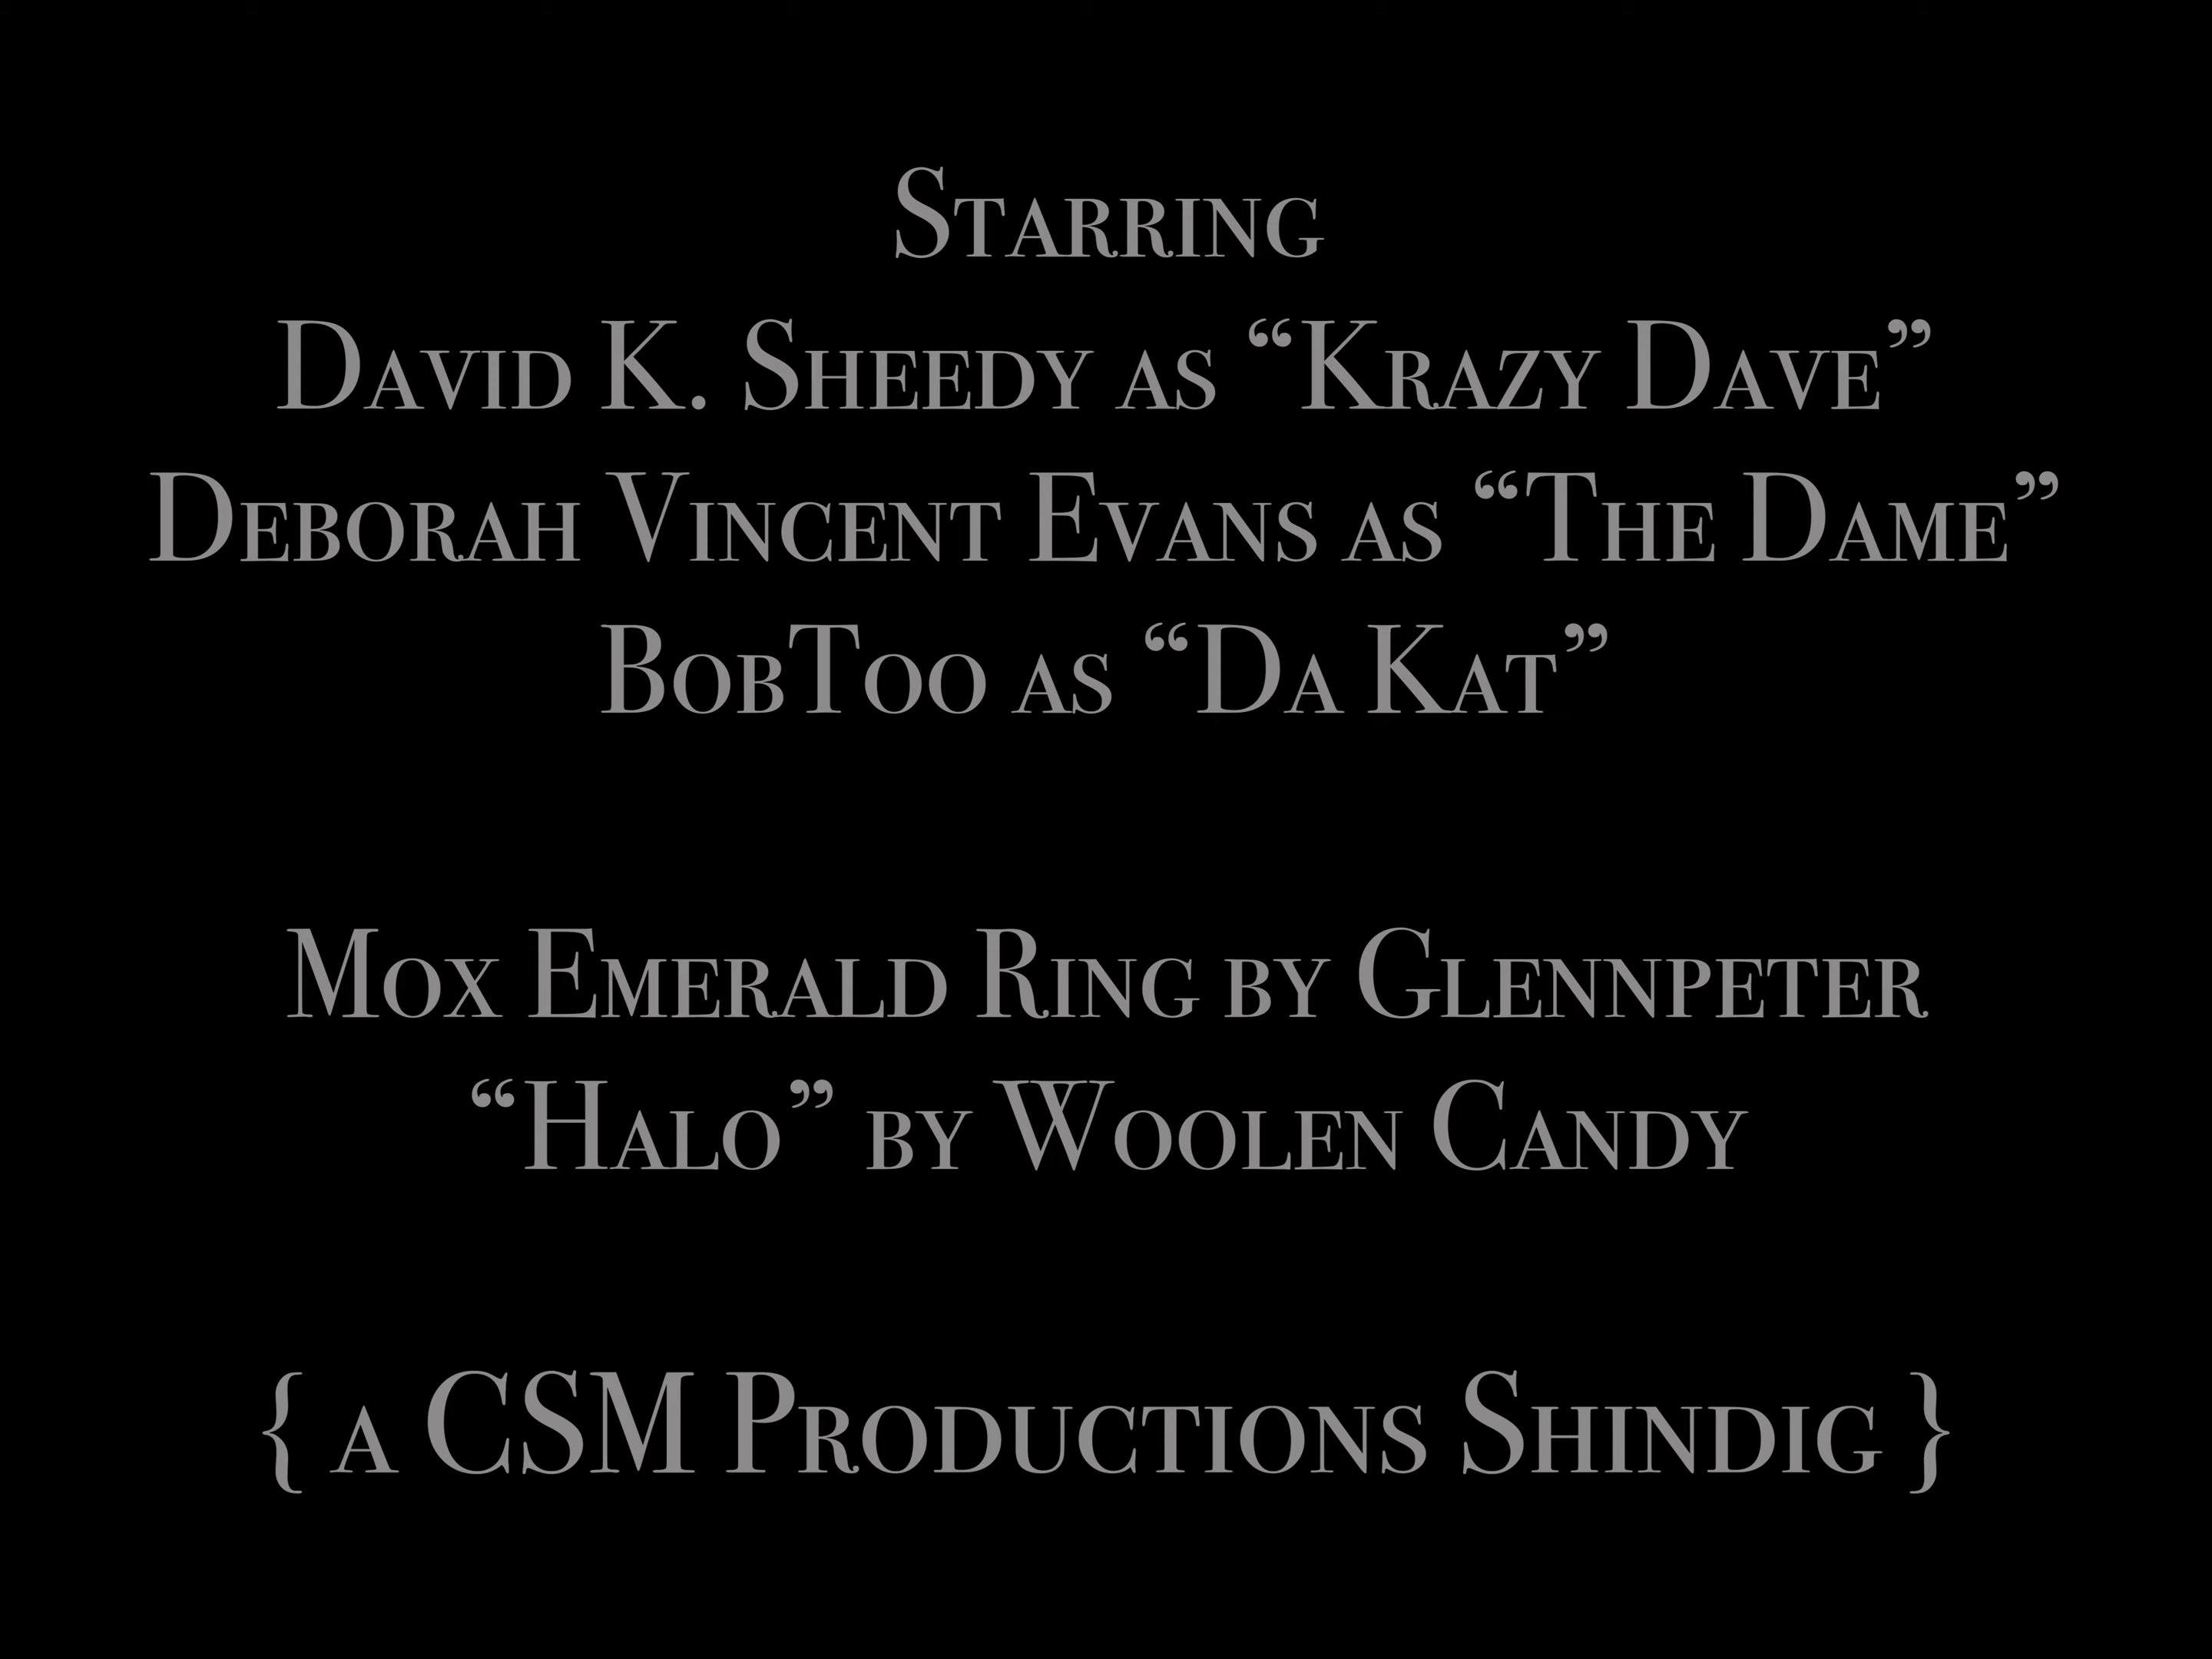 Starring
David K. Sheedy as “Krazy Dave”
Deborah Vincent Evans as “The Dame”
BobToo as “Da Kat”
Mox Emerald Ring by Glennpeter
“Halo” by Woolen Candy
{ a CSM Productions Shindig }